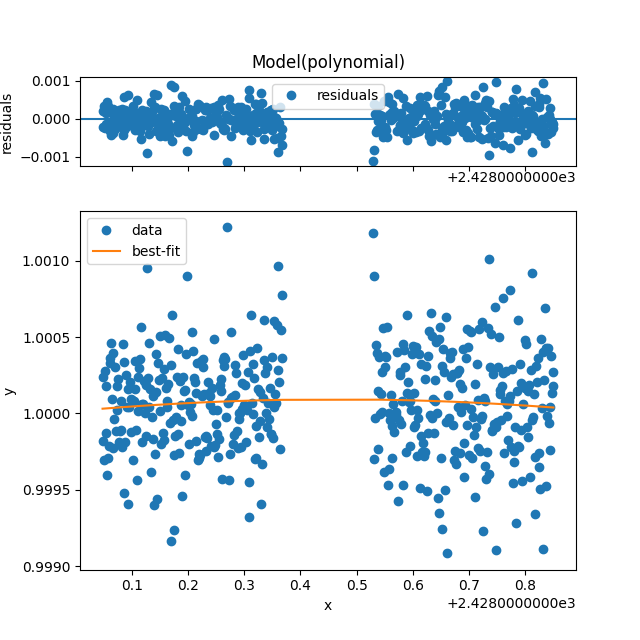 Model(polynomial)
0.001
0.000
−0.001
residuals
residuals
+2.4280000000e3
data
best-fit
1.0010
1.0005
1.0000
0.9995
0.9990
y
0.1 0.2 0.3 0.4 0.5 0.6 0.7 0.8
x
+2.4280000000e3